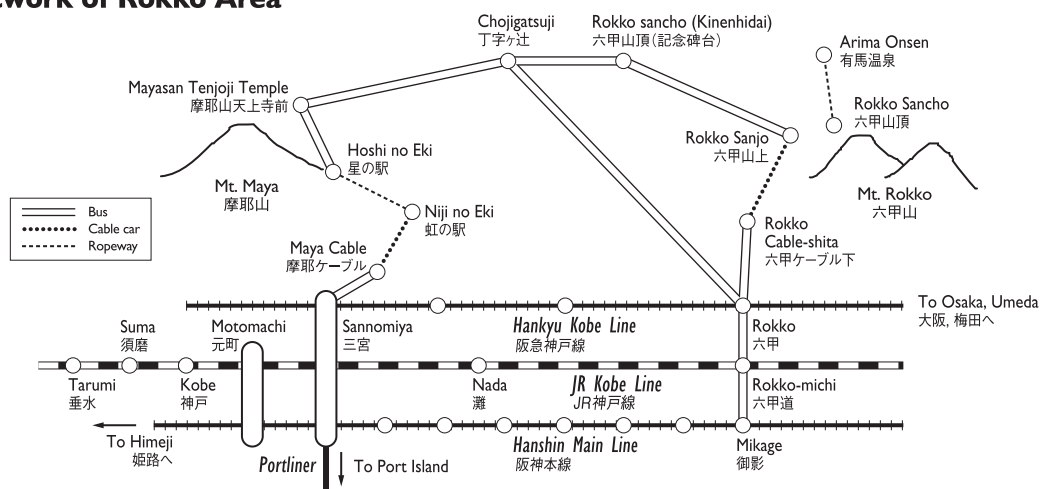 twork of Rokko Area
Chojigatsuji
丁字ヶ辻
Rokko sancho (Kinenhidai)
六甲山頂(記念碑台)
Arima Onsen
有馬温泉
Mayasan Tenjoji Temple
摩耶山天上寺前
Rokko Sancho
六甲山頂
Rokko Sanjo
六甲山上
Hoshi no Eki
星の駅
Mt. Maya
摩耶山
Mt. Rokko
六甲山
Bus
Cable car
Ropeway
Niji no Eki
虹の駅
Rokko
Cable-shita
六甲ケーブル下
Maya Cable
摩耶ケーブル
To Osaka, Umeda
大阪, 梅田へ
Suma
須磨
Motomachi
元町
Sannomiya
三宮
Hankyu Kobe Line
阪急神戸線
Rokko
六甲
Tarumi
垂水
Kobe
神戸
Nada
灘
JR Kobe Line
JR神戸線
Rokko-michi
六甲道
To Himeji
姫路へ
Hanshin Main Line
阪神本線
Mikage
御影
Portliner
To Port Island